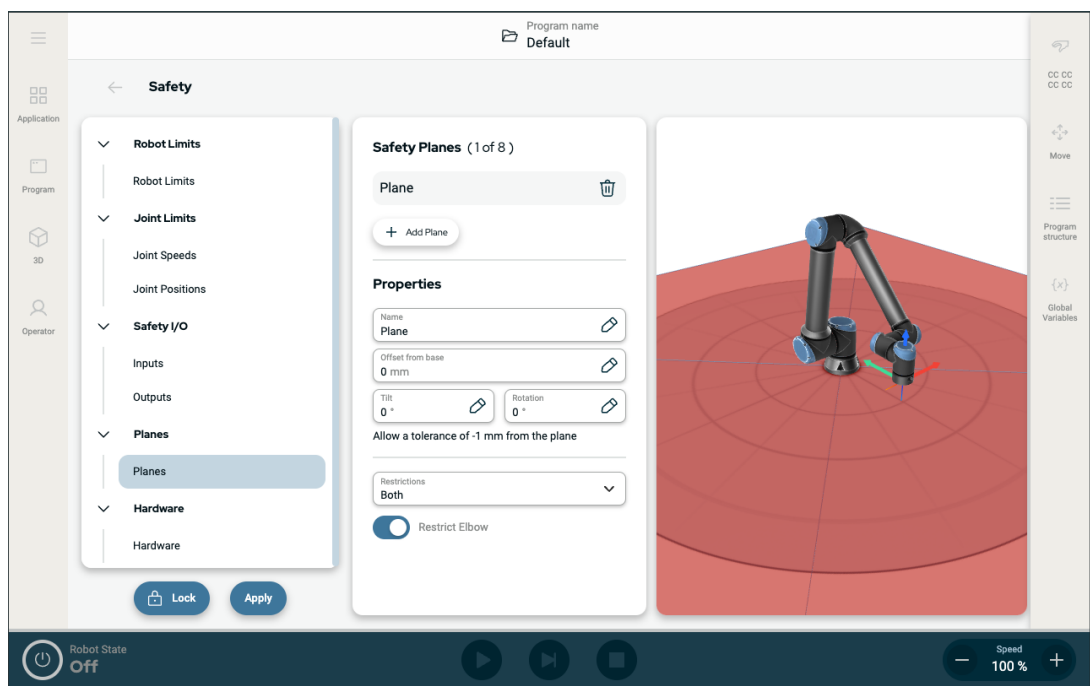 Program name
Default
CC CC
CC CC
Application
Program
3D
Operator
Move
Program
structure
{x}
Global
Variables
Safety
Robot Limits
Robot Limits
Joint Limits
Joint Speeds
Joint Positions
Safety I/O
Inputs
Outputs
Planes
Planes
Hardware
Hardware
Lock
Apply
Safety Planes (1 of 8)
Plane
+ Add Plane
Properties
Name
Plane
Offset from base
0 mm
Tilt
0 °
Rotation
0 °
Allow a tolerance of -1 mm from the plane
Restrictions
Both
Restrict Elbow
Robot State
Off
Speed
100 %